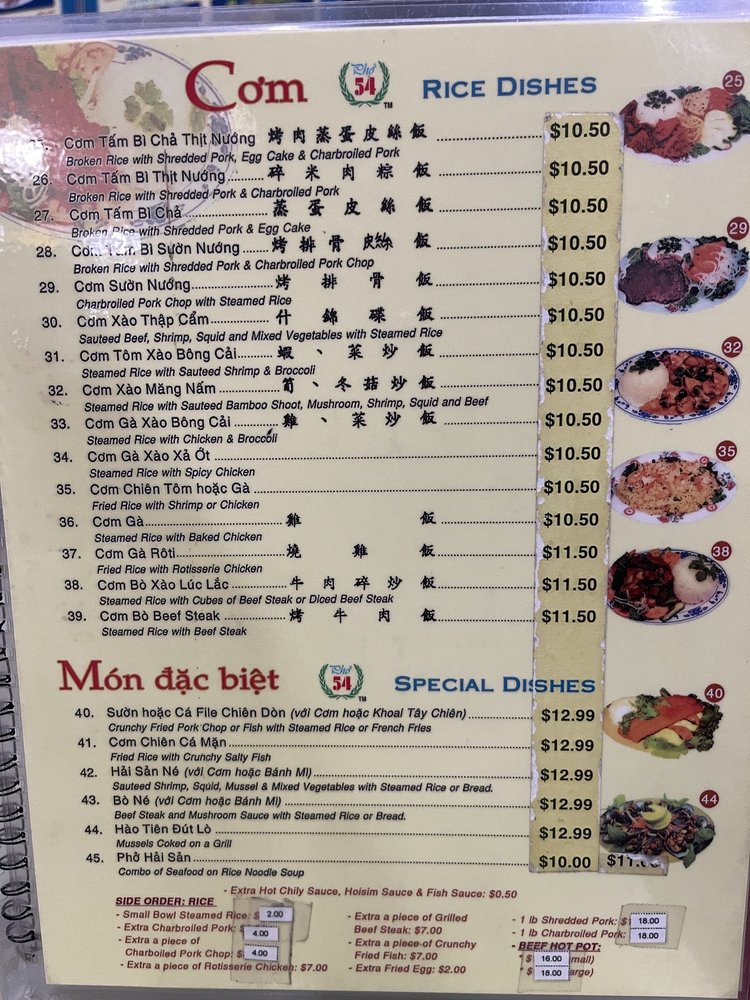 Cơm Phở 54 TM RICE DISHES
25
Cơm Tấm Bì Chả Thịt Nướng 烤肉蒸蛋皮絲飯 $10.50
Broken Rice with Shredded Pork, Egg Cake & Charbroiled Pork
26. Cơm Tấm Bì Thịt Nướng 碎米肉粽飯 $10.50
Broken Rice with Shredded Pork & Charbroiled Pork
27. Cơm Tấm Bì Chả 蒸蛋皮絲飯 $10.50
Broken Rice with Shredded Pork & Egg Cake
28. Cơm Tấm Bì Sườn Nướng 烤排骨皮絲飯 $10.50
Broken Rice with Shredded Pork & Charbroiled Pork Chop
29
29. Cơm Sườn Nướng 烤排骨飯 $10.50
Charbroiled Pork Chop with Steamed Rice
30. Cơm Xào Thập Cẩm 什錦碟飯 $10.50
Sauteed Beef, Shrimp, Squid and Mixed Vegetables with Steamed Rice
31. Cơm Tôm Xào Bông Cải 蝦、菜炒飯 $10.50
Steamed Rice with Sauteed Shrimp & Broccoli
32
32. Cơm Xào Măng Nấm 筍、冬菇炒飯 $10.50
Steamed Rice with Sauteed Bamboo Shoot, Mushroom, Shrimp, Squid and Beef
33. Cơm Gà Xào Bông Cải 雞、菜炒飯 $10.50
Steamed Rice with Chicken & Broccoli
34. Cơm Gà Xào Xả Ớt $10.50
Steamed Rice with Spicy Chicken
35
35. Cơm Chiên Tôm hoặc Gà $10.50
Fried Rice with Shrimp or Chicken
36. Cơm Gà 雞飯 $10.50
Steamed Rice with Baked Chicken
37. Cơm Gà Rôti 燒雞飯 $11.50
Fried Rice with Rotisserie Chicken
38
38. Cơm Bò Xào Lúc Lắc 牛肉碎炒飯 $11.50
Steamed Rice with Cubes of Beef Steak or Diced Beef Steak
39. Cơm Bò Beef Steak 烤牛肉飯 $11.50
Steamed Rice with Beef Steak
Món đặc biệt Phở 54 TM SPECIAL DISHES
40
40. Sườn hoặc Cá File Chiên Dòn (với Cơm hoặc Khoai Tây Chiên) $12.99
Crunchy Fried Pork Chop or Fish with Steamed Rice or French Fries
41. Cơm Chiên Cá Mặn $12.99
Fried Rice with Crunchy Salty Fish
42. Hải Sản Né (với Cơm hoặc Bánh Mì) $12.99
Sauteed Shrimp, Squid, Mussel & Mixed Vegetables with Steamed Rice or Bread.
43. Bò Né (với Cơm hoặc Bánh Mì) $12.99
Beef Steak and Mushroom Sauce with Steamed Rice or Bread.
44
44. Hào Tiên Đút Lò $12.99
Mussels Coked on a Grill
45. Phở Hải Sản $10.00
Combo of Seafood on Rice Noodle Soup
- Extra Hot Chily Sauce, Hoisim Sauce & Fish Sauce: $0.50
SIDE ORDER: RICE
- Small Bowl Steamed Rice: $ 2.00
- Extra Charbroiled Pork: $ 4.00
- Extra a piece of
Charboiled Pork Chop: $ 4.00
- Extra a piece of Rotisserie Chicken: $7.00
- Extra a piece of Grilled
Beef Steak: $7.00
- Extra a piece of Crunchy
Fried Fish: $7.00
- Extra Fried Egg: $2.00
- 1 lb Shredded Pork: $ 18.00
- 1 lb Charbroiled Pork: 18.00
- BEEF HOT POT:
* $ 16.00
* $ 18.00